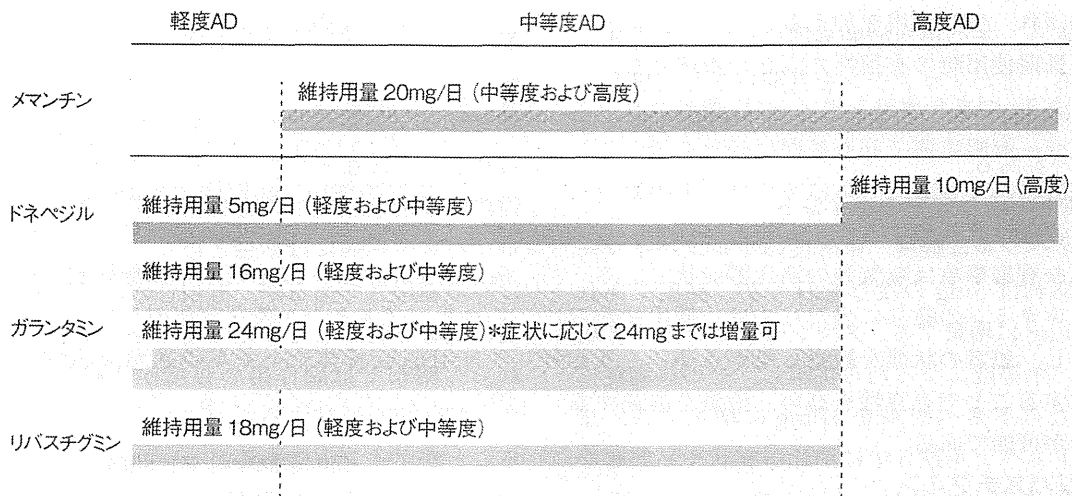 軽度AD 中等度AD 高度AD
メマンチン
維持用量 20mg/日 (中等度および高度)
ドネペジル
維持用量 10mg/日 (高度)
維持用量 5mg/日 (軽度および中等度)
維持用量 16mg/日 (軽度および中等度)
ガランタミン
維持用量 24mg/日 (軽度および中等度)*症状に応じて 24mgまでは増量可
リバスチグミン
維持用量 18mg/日 (軽度および中等度)